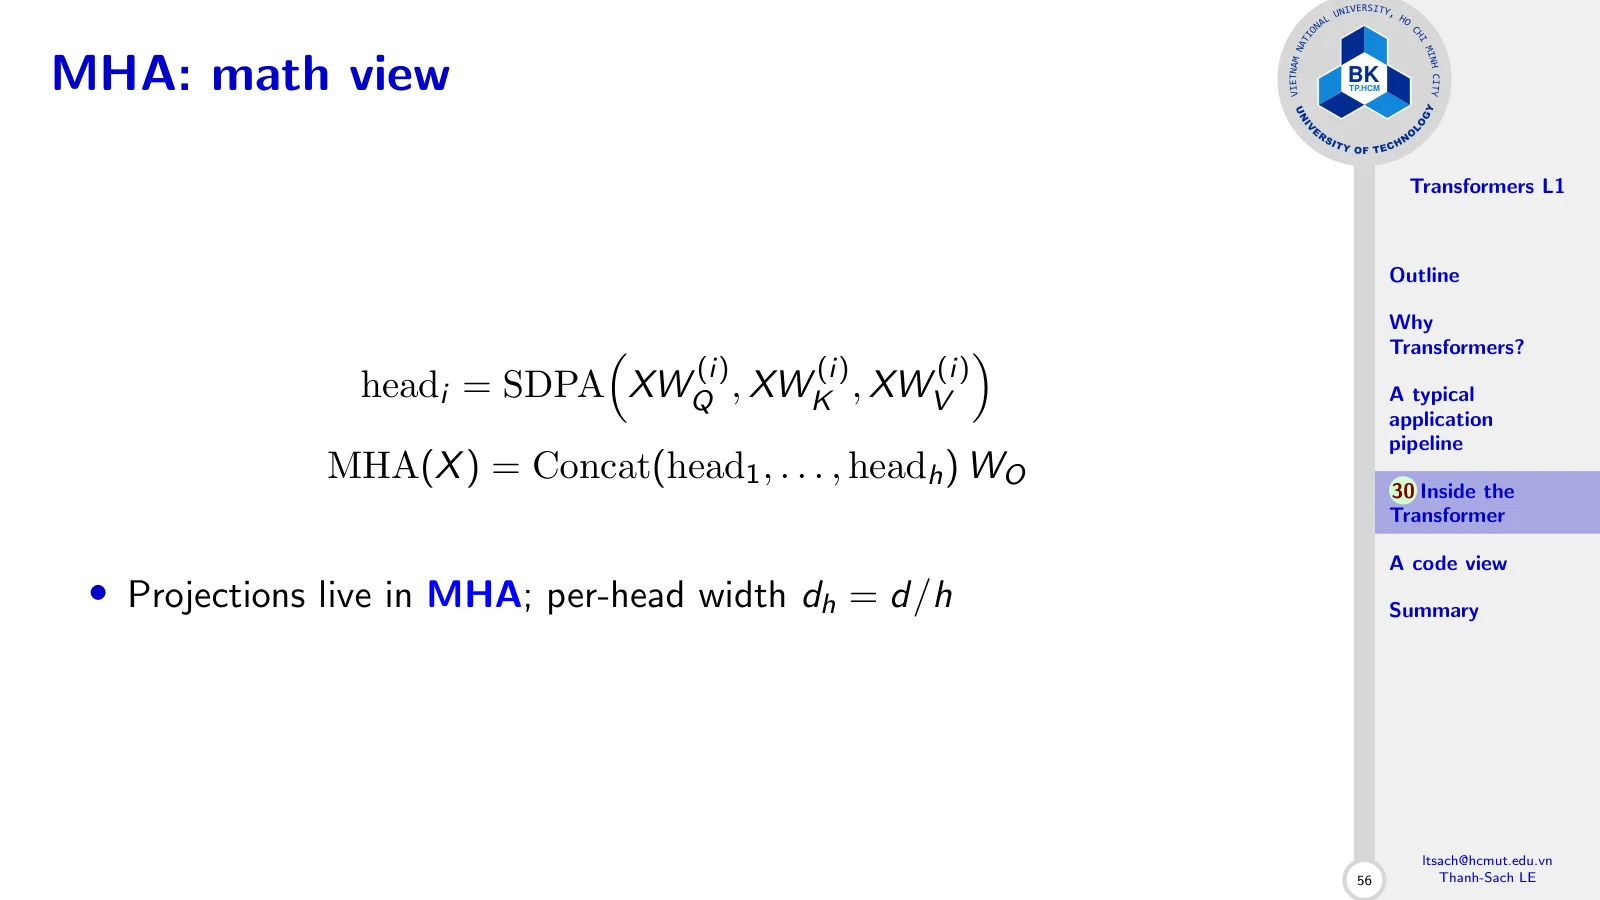 MHA: math view
head_i = SDPA(XW_Q^{(i)}, XW_K^{(i)}, XW_V^{(i)})
MHA(X) = Concat(head_1, . . . , head_h) W_O
• Projections live in MHA; per-head width d_h = d/h
VIETNAM NATIONAL UNIVERSITY, HO CHI MINH CITY
BK
TP.HCM
UNIVERSITY OF TECHNOLOGY
Transformers L1
Outline
Why
Transformers?
A typical
application
pipeline
30 Inside the
Transformer
A code view
Summary
ltsach@hcmut.edu.vn
Thanh-Sach LE
56